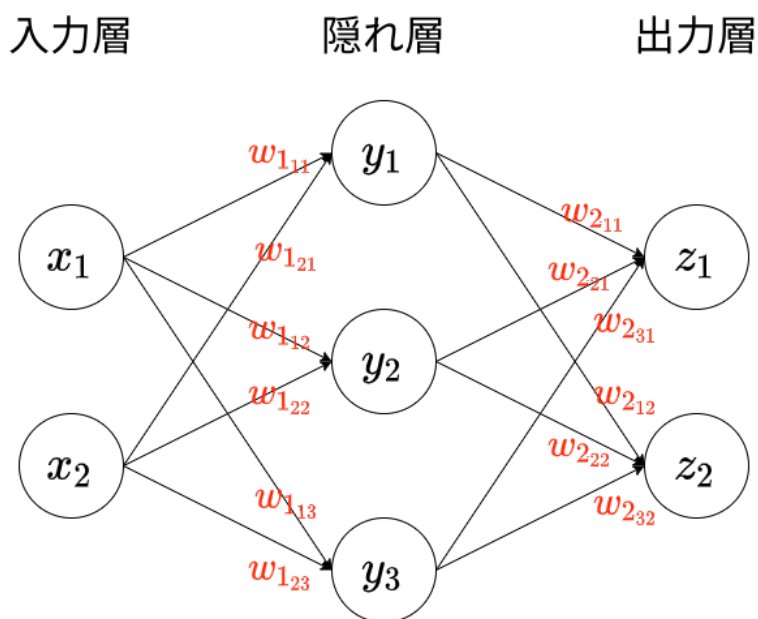 入力層 隠れ層 出力層
y₁
w₁₁₁
w₂₁₁
x₁
w₁₂₁
z₁
w₂₂₁
w₂₃₁
w₁₁₂
y₂
w₁₂₂
w₂₁₂
w₂₂₂
x₂
z₂
w₁₁₃
w₂₃₂
w₁₂₃
y₃